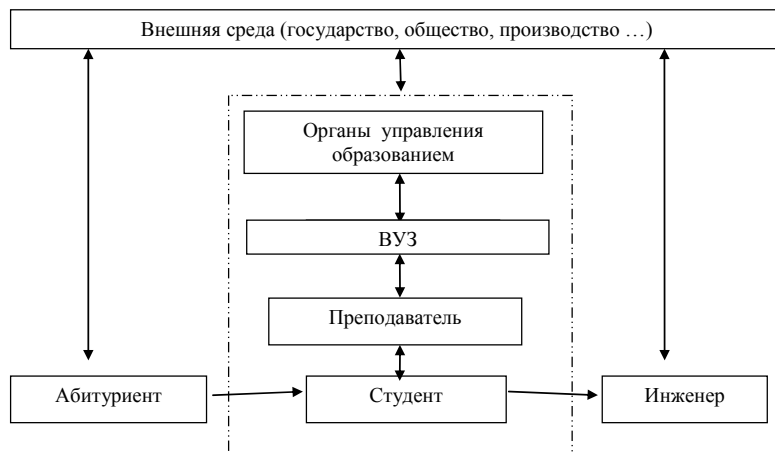 Внешняя среда (государство, общество, производство …)
Органы управления
образованием
ВУЗ
Преподаватель
Абитуриент
Студент
Инженер